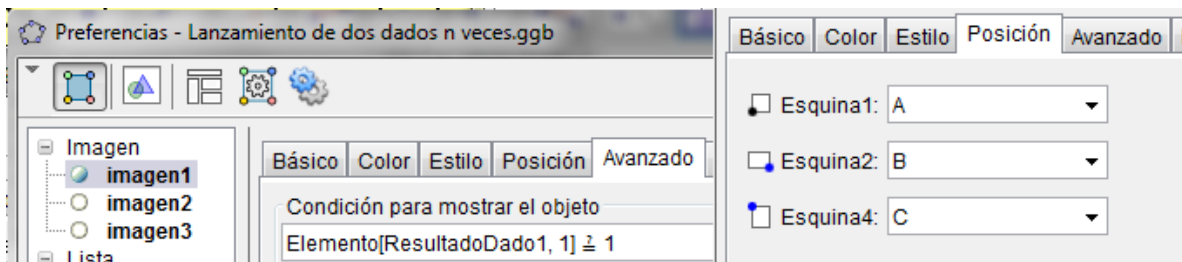 Preferencias - Lanzamiento de dos dados n veces.ggb
Imagen
imagen1
imagen2
imagen3
Lista
Básico Color Estilo Posición Avanzado
Condición para mostrar el objeto
Elemento[ResultadoDado1, 1] ≟ 1
Básico Color Estilo Posición Avanzado
Esquina1: A
Esquina2: B
Esquina4: C